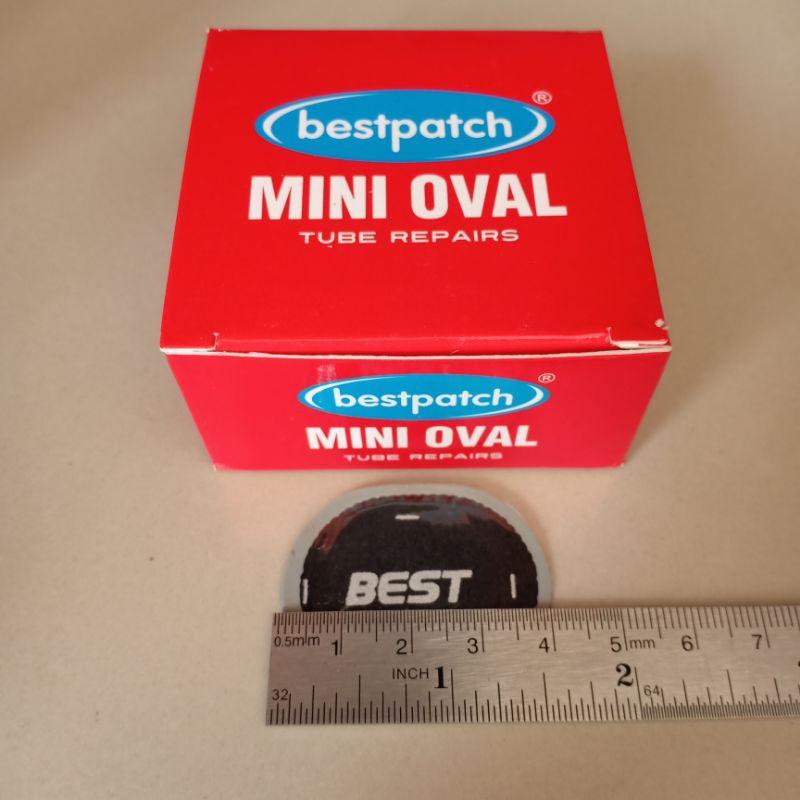 bestpatch®
MINI OVAL
TUBE REPAIRS
bestpatch®
MINI OVAL
TUBE REPAIRS
BEST
0.5mm 1 2 3 4 5 mm 6 7
INCH 1 2
32 64